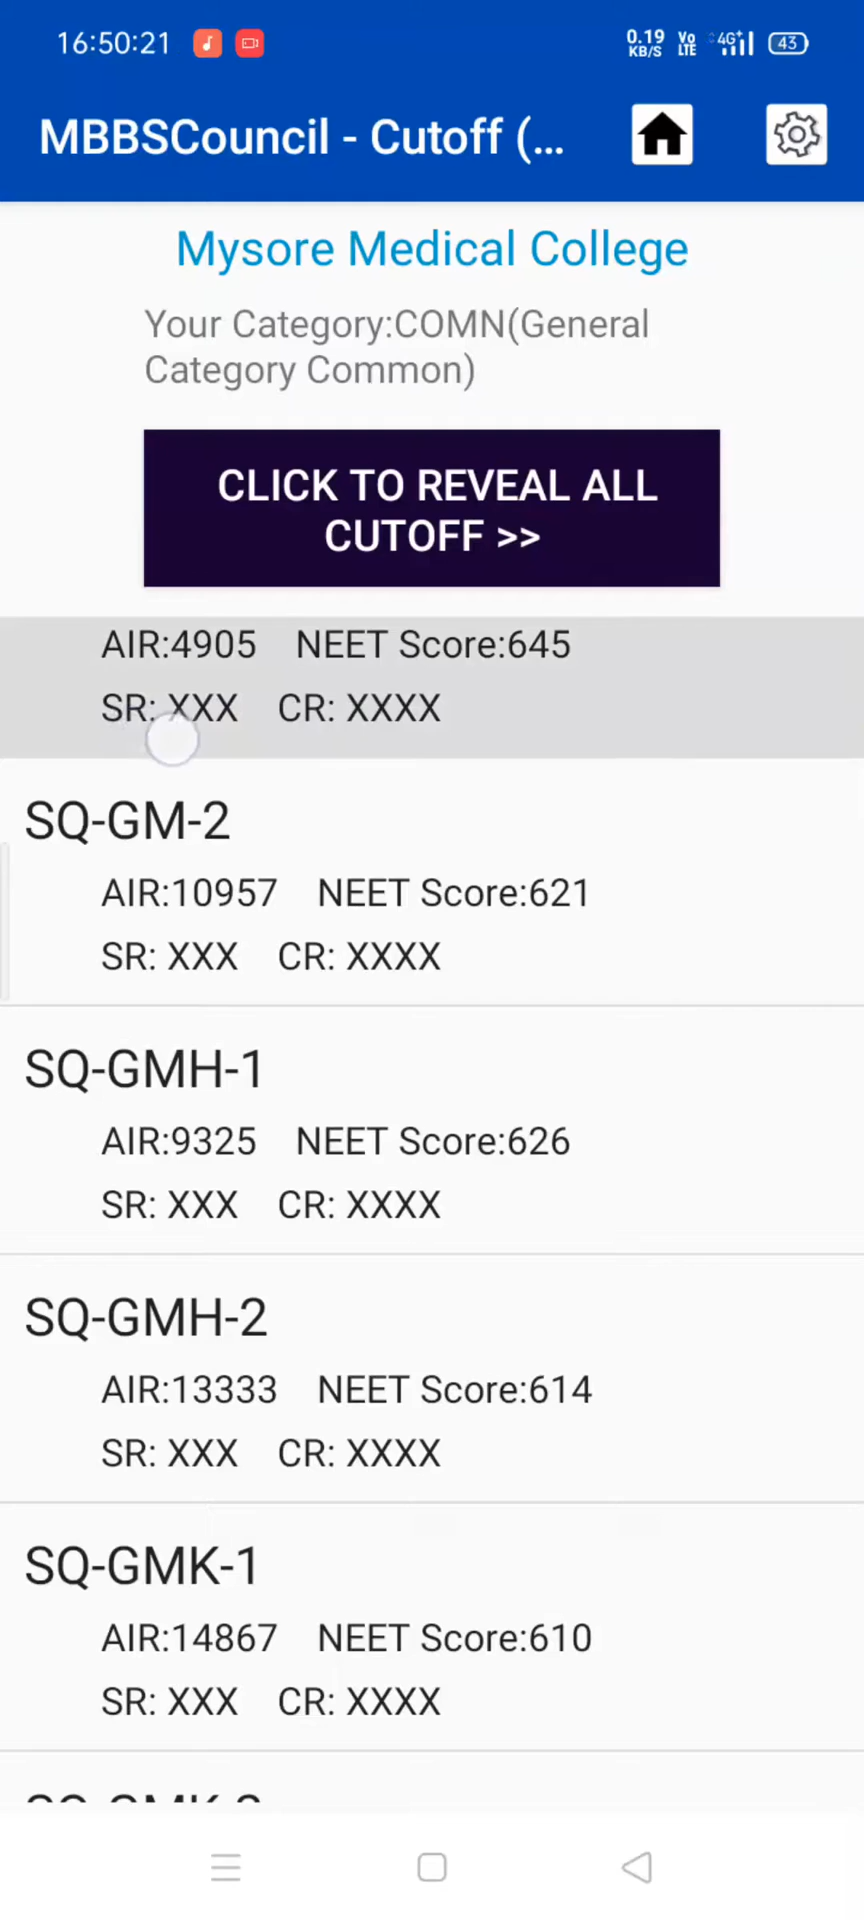 16:50:21
0.19 KB/S Vo LTE 4G+ 43
MBBSCouncil - Cutoff (...
Mysore Medical College
Your Category:COMN(General
Category Common)
CLICK TO REVEAL ALL
CUTOFF >>
AIR:4905 NEET Score:645
SR: XXX CR: XXXX
SQ-GM-2
AIR:10957 NEET Score:621
SR: XXX CR: XXXX
SQ-GMH-1
AIR:9325 NEET Score:626
SR: XXX CR: XXXX
SQ-GMH-2
AIR:13333 NEET Score:614
SR: XXX CR: XXXX
SQ-GMK-1
AIR:14867 NEET Score:610
SR: XXX CR: XXXX